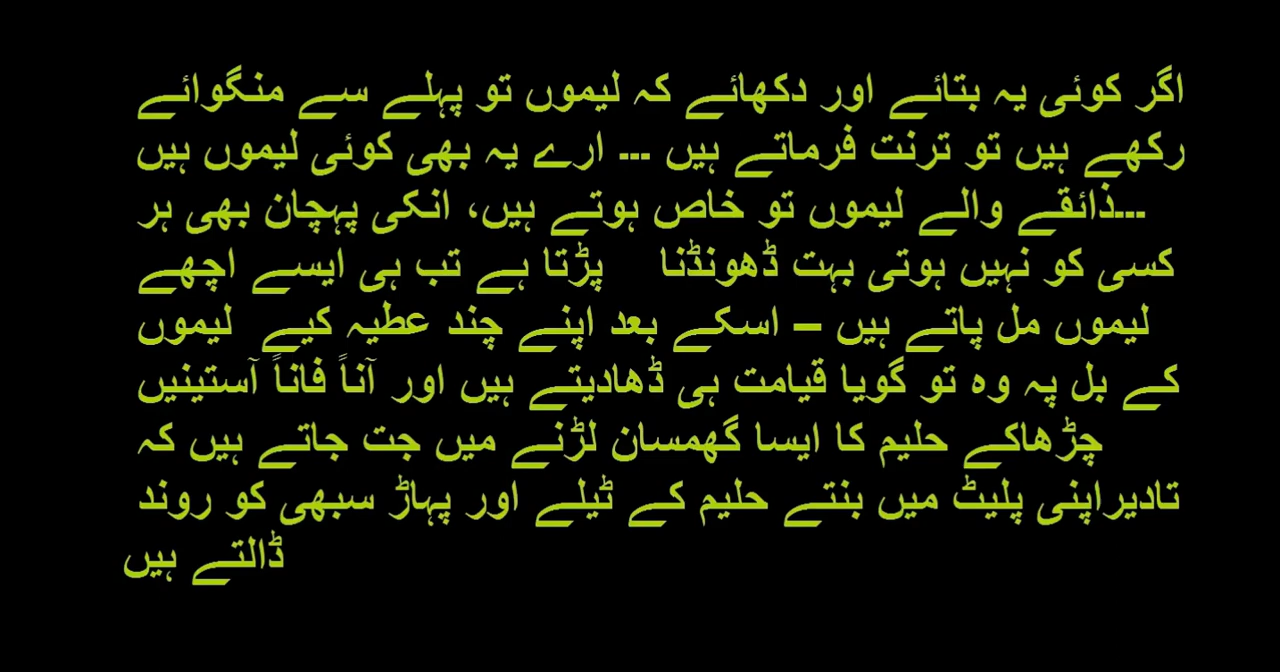 اگر کوئی یہ بتائے اور دکھائے کہ لیموں تو پہلے سے منگوائے
رکھے ہیں تو ترنت فرماتے ہیں ... ارے یہ بھی کوئی لیموں ہیں
...ذائقے والے لیموں تو خاص ہوتے ہیں، انکی پہچان بھی ہر
کسی کو نہیں ہوتی بہت ڈھونڈنا پڑتا ہے تب ہی ایسے اچھے
لیموں مل پاتے ہیں – اسکے بعد اپنے چند عطیہ کیے لیموں
کے بل پہ وہ تو گویا قیامت ہی ڈھادیتے ہیں اور آناً فاناً آستینیں
چڑھاکے حلیم کا ایسا گھمسان لڑنے میں جت جاتے ہیں کہ
تادیراپنی پلیٹ میں بنتے حلیم کے ٹیلے اور پہاڑ سبھی کو روند
ڈالتے ہیں